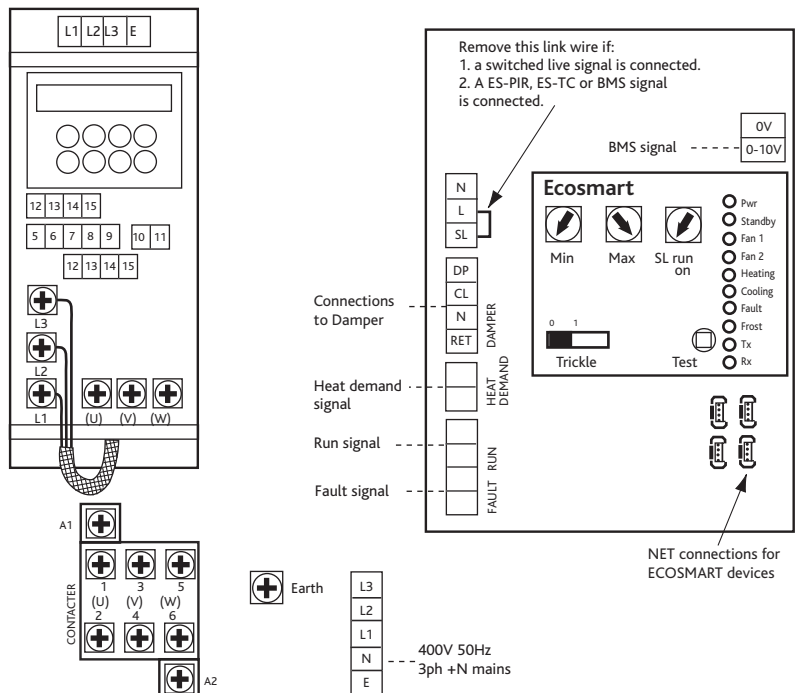 L1 L2 L3 E
12 13 14 15
5 6 7 8 9 10 11
12 13 14 15
L3
L2
L1 (U) (V) (W)
A1
CONTACTER
1 3 5
(U) (V) (W)
2 4 6
A2
Earth
L3
L2
L1
N
E
400V 50Hz
3ph +N mains
Remove this link wire if:
1. a switched live signal is connected.
2. A ES-PIR, ES-TC or BMS signal
is connected.
BMS signal
0V
0-10V
N
L
SL
Connections
to Damper
DP
CL
N
RET
DAMPER
Heat demand
signal
HEAT
DEMAND
Run signal
RUN
Fault signal
FAULT
Ecosmart
Min Max SL run
on
0 1
Trickle
Test
Pwr
Standby
Fan 1
Fan 2
Heating
Cooling
Fault
Frost
Tx
Rx
NET connections for
ECOSMART devices